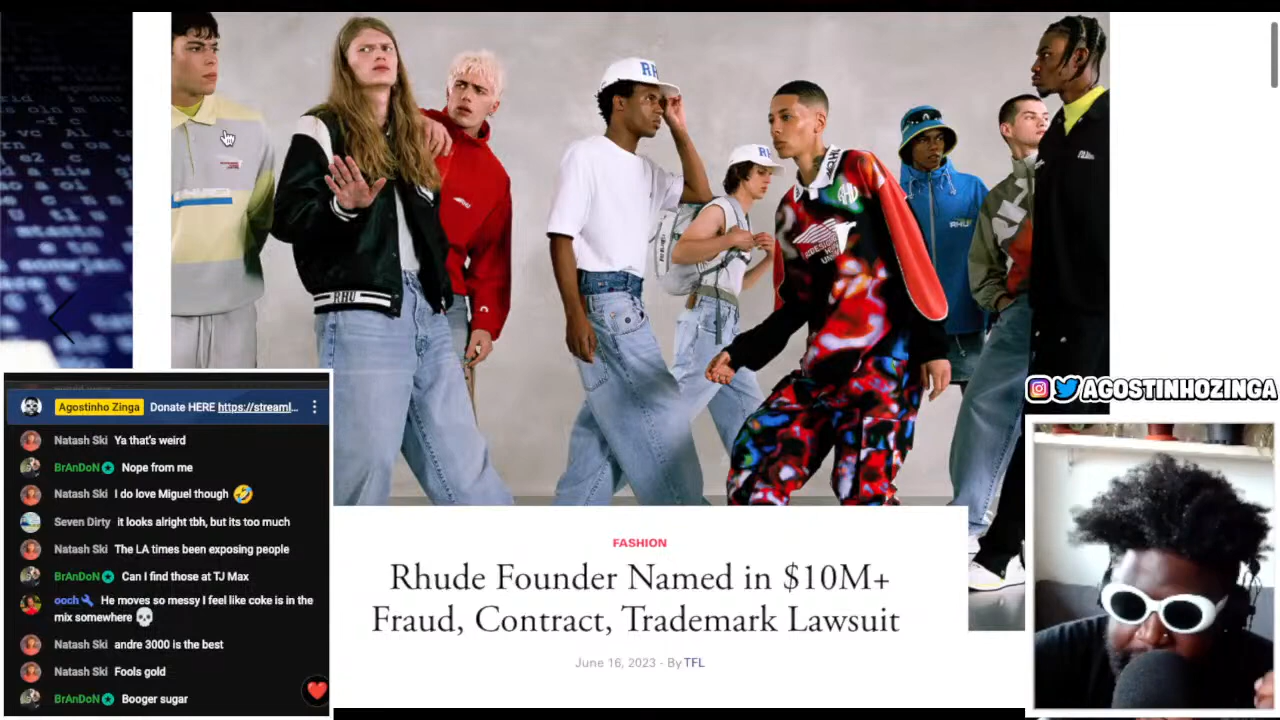 RHU
RHU
RHU
RHUDE
Agostinho Zinga Donate HERE https://streaml...
Natash Ski Ya that's weird
BrAnDoN Nope from me
Natash Ski I do love Miguel though 🤣
Seven Dirty it looks alright tbh, but its too much
Natash Ski The LA times been exposing people
BrAnDoN Can I find those at TJ Max
ooch He moves so messy I feel like coke is in the
mix somewhere 💀
Natash Ski andre 3000 is the best
Natash Ski Fools gold
BrAnDoN Booger sugar
FASHION
Rhude Founder Named in $10M+
Fraud, Contract, Trademark Lawsuit
June 16, 2023 - By TFL
AGOSTINHOZINGA